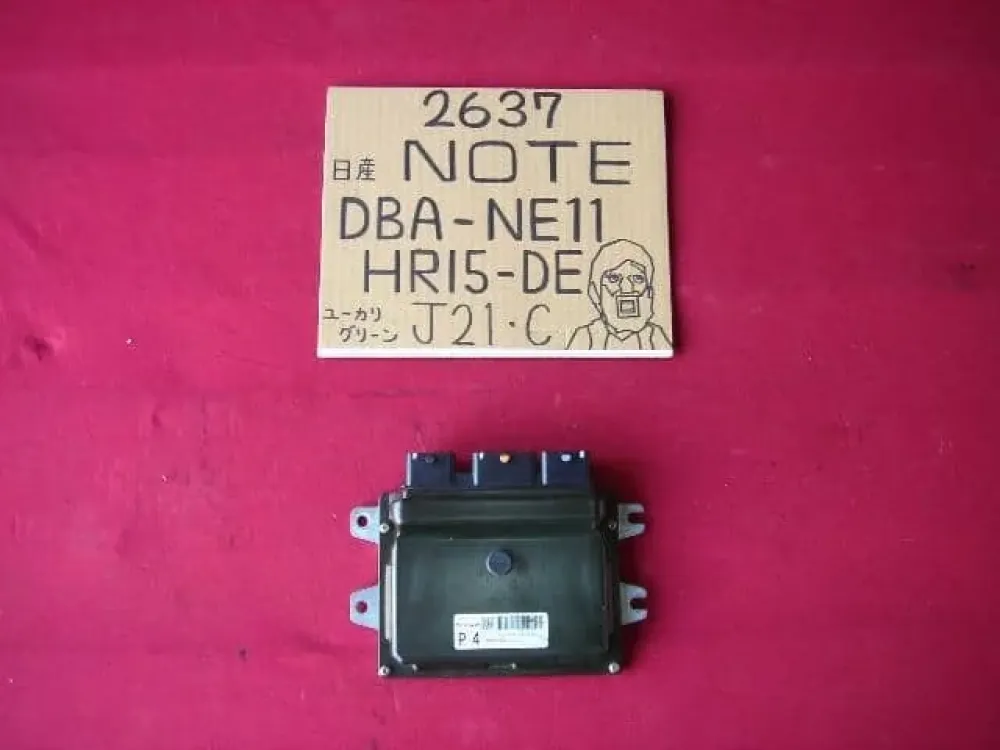 2637
日産 NOTE
DBA-NE11
HR15-DE
ユーカリ
グリーン J21・C
P 4